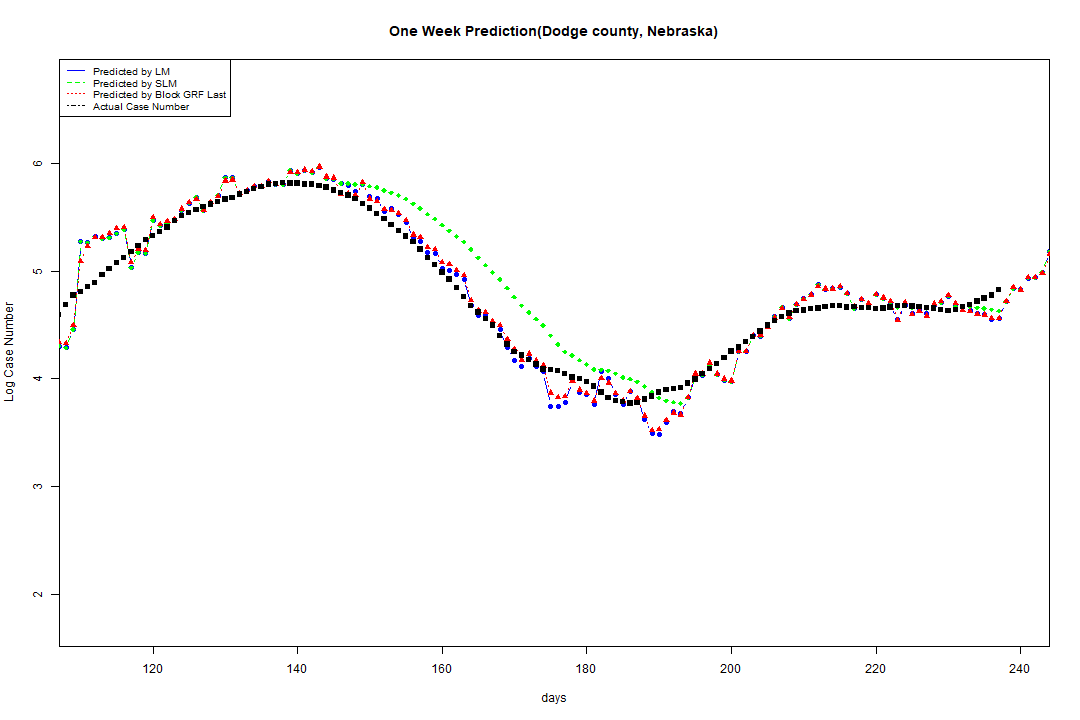 One Week Prediction(Dodge county, Nebraska)
Predicted by LM
Predicted by SLM
Predicted by Block GRF Last
Actual Case Number
6
5
4
3
2
Log Case Number
120 140 160 180 200 220 240
days